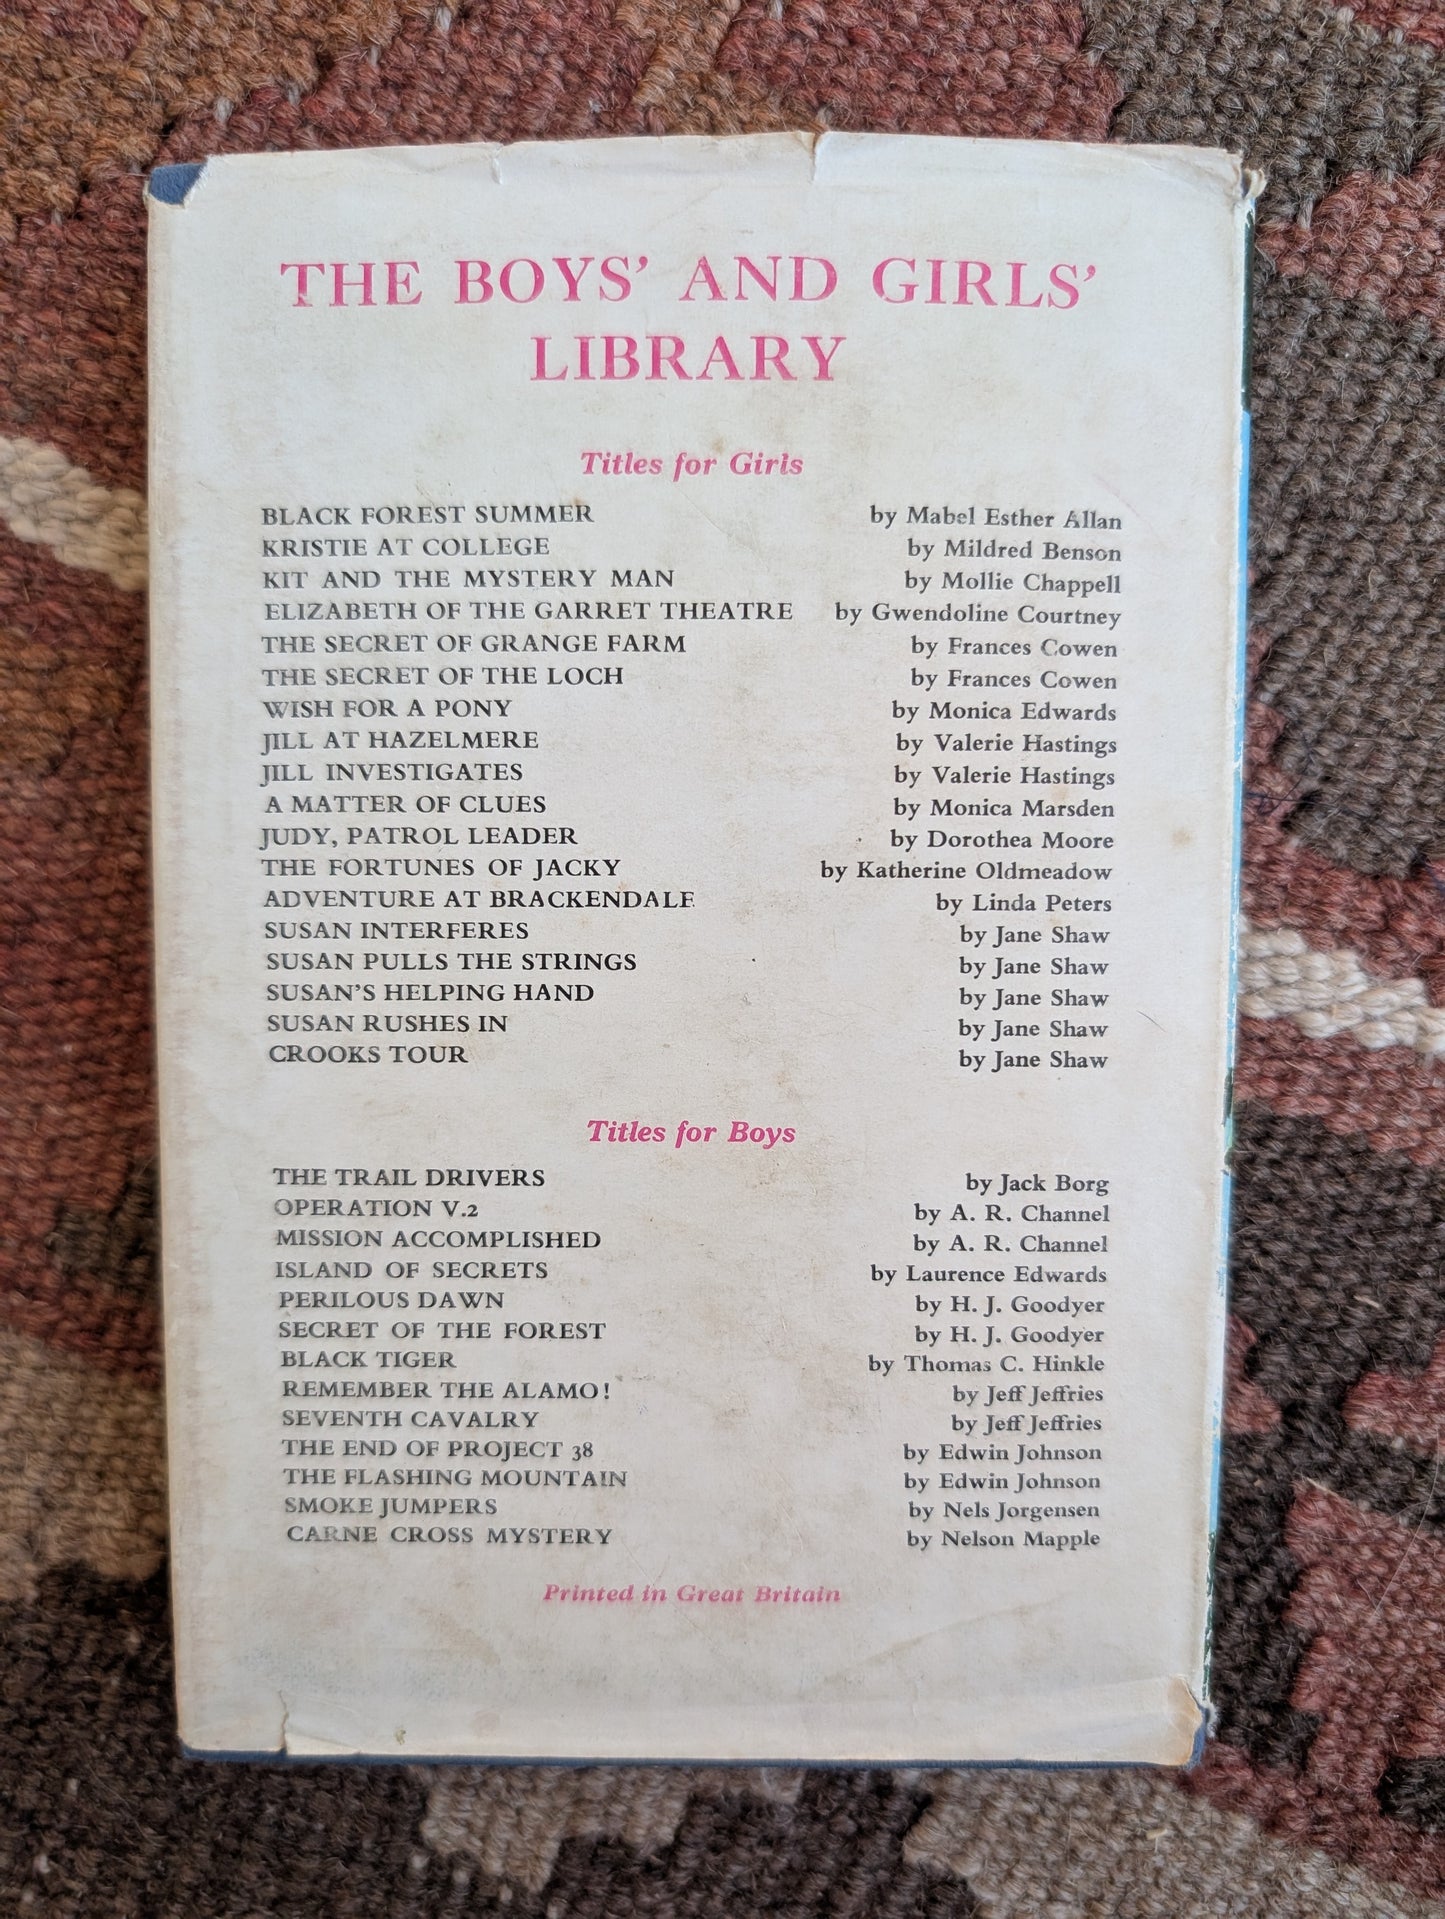 THE BOYS' AND GIRLS'
LIBRARY
Titles for Girls
BLACK FOREST SUMMER by Mabel Esther Allan
KRISTIE AT COLLEGE by Mildred Benson
KIT AND THE MYSTERY MAN by Mollie Chappell
ELIZABETH OF THE GARRET THEATRE by Gwendoline Courtney
THE SECRET OF GRANGE FARM by Frances Cowen
THE SECRET OF THE LOCH by Frances Cowen
WISH FOR A PONY by Monica Edwards
JILL AT HAZELMERE by Valerie Hastings
JILL INVESTIGATES by Valerie Hastings
A MATTER OF CLUES by Monica Marsden
JUDY, PATROL LEADER by Dorothea Moore
THE FORTUNES OF JACKY by Katherine Oldmeadow
ADVENTURE AT BRACKENDALE by Linda Peters
SUSAN INTERFERES by Jane Shaw
SUSAN PULLS THE STRINGS by Jane Shaw
SUSAN'S HELPING HAND by Jane Shaw
SUSAN RUSHES IN by Jane Shaw
CROOKS TOUR by Jane Shaw
Titles for Boys
THE TRAIL DRIVERS by Jack Borg
OPERATION V.2 by A. R. Channel
MISSION ACCOMPLISHED by A. R. Channel
ISLAND OF SECRETS by Laurence Edwards
PERILOUS DAWN by H. J. Goodyer
SECRET OF THE FOREST by H. J. Goodyer
BLACK TIGER by Thomas C. Hinkle
REMEMBER THE ALAMO! by Jeff Jeffries
SEVENTH CAVALRY by Jeff Jeffries
THE END OF PROJECT 38 by Edwin Johnson
THE FLASHING MOUNTAIN by Edwin Johnson
SMOKE JUMPERS by Nels Jorgensen
CARNE CROSS MYSTERY by Nelson Mapple
Printed in Great Britain